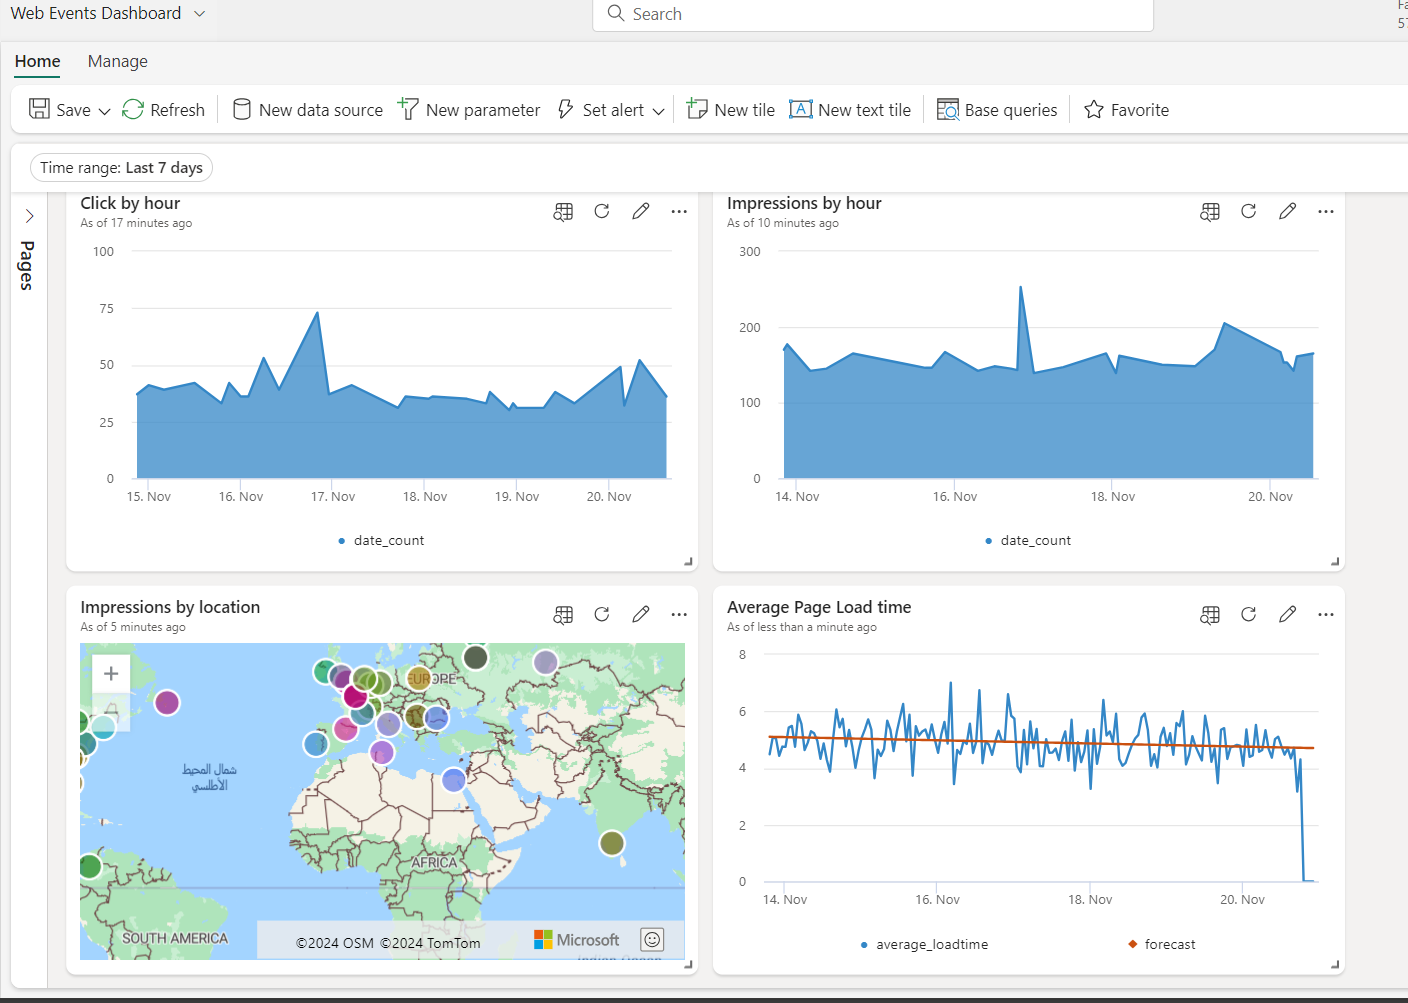 Web Events Dashboard
Search
Fa
57
Home Manage
Save Refresh New data source New parameter Set alert New tile New text tile Base queries Favorite
Time range: Last 7 days
Pages
Click by hour
As of 17 minutes ago
100
75
50
25
0
15. Nov 16. Nov 17. Nov 18. Nov 19. Nov 20. Nov
date_count
Impressions by hour
As of 10 minutes ago
300
200
100
0
14. Nov 16. Nov 18. Nov 20. Nov
date_count
Impressions by location
As of 5 minutes ago
+
EUROPE
شمال المحيط
الأطلسي
AFRICA
SOUTH AMERICA
©2024 OSM ©2024 TomTom
Microsoft
Indian Ocean
Average Page Load time
As of less than a minute ago
8
6
4
2
0
14. Nov 16. Nov 18. Nov 20. Nov
average_loadtime forecast